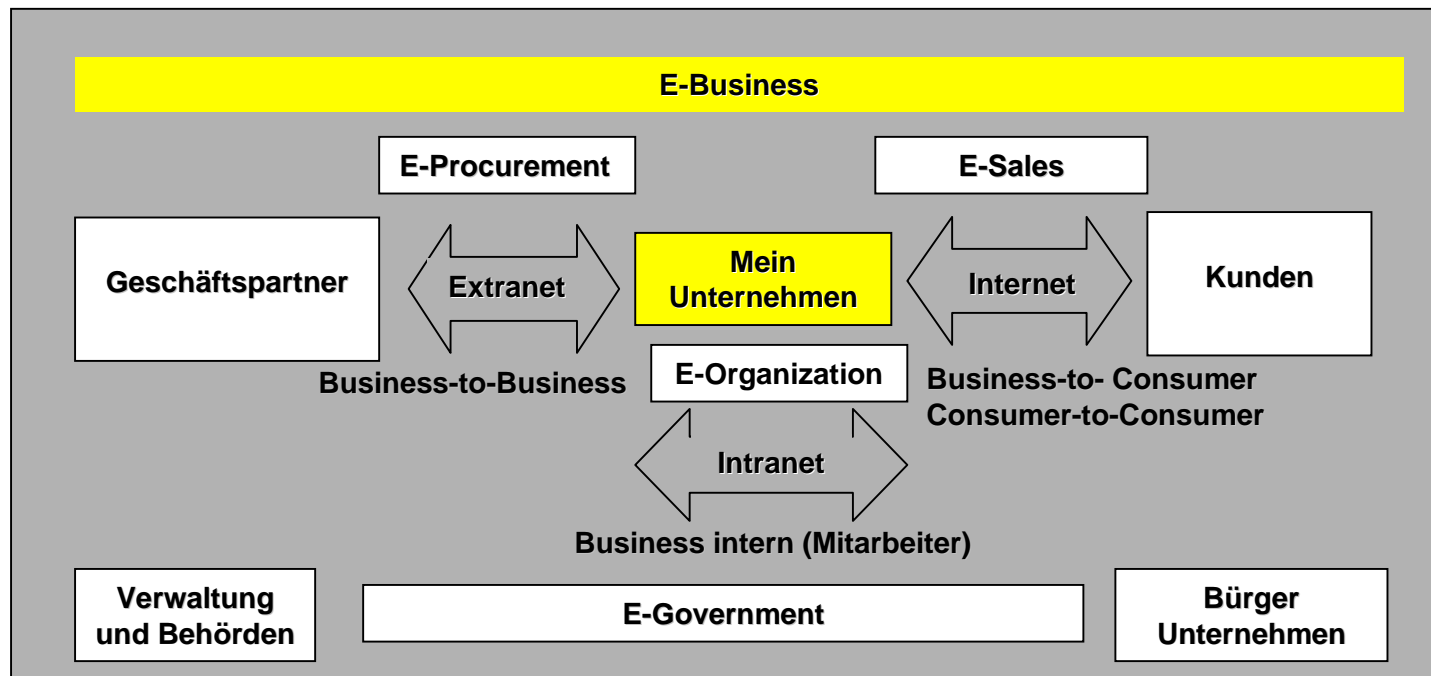 E-Business
E-Procurement
E-Sales
Geschäftspartner
Extranet
Mein
Unternehmen
Internet
Kunden
Business-to-Business
E-Organization
Business-to- Consumer
Consumer-to-Consumer
Intranet
Business intern (Mitarbeiter)
Verwaltung
und Behörden
E-Government
Bürger
Unternehmen